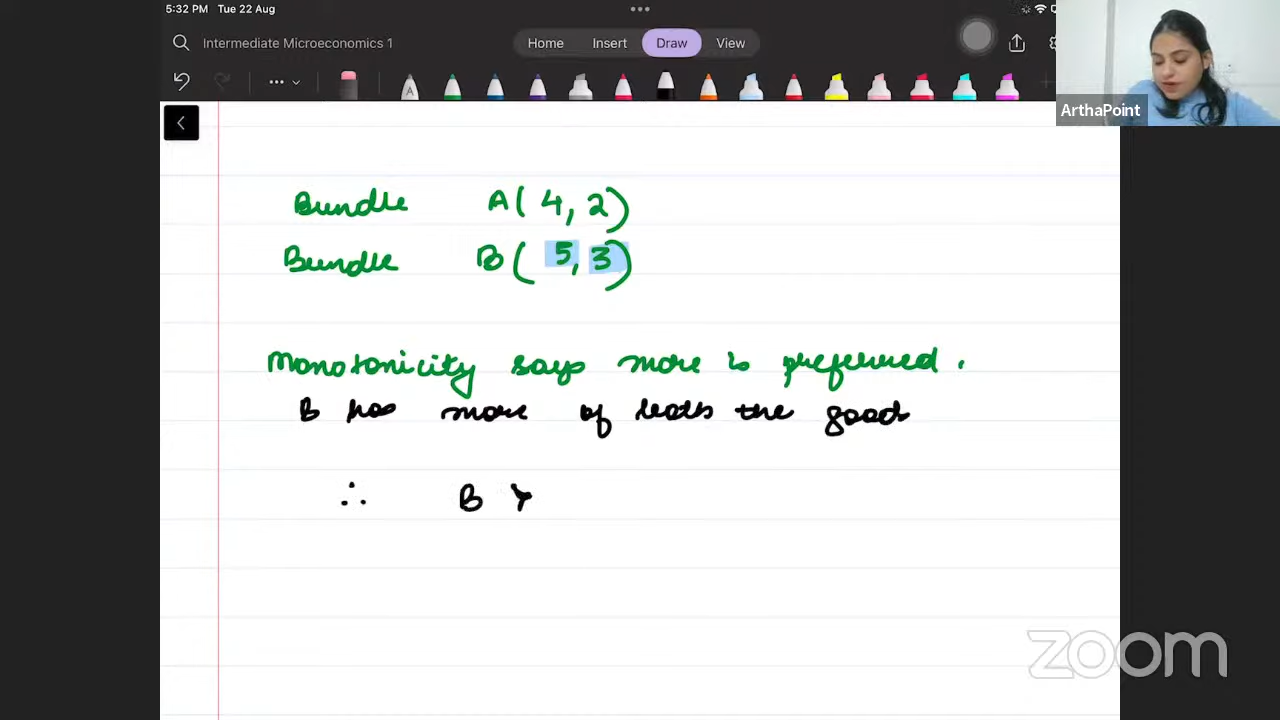 5:32 PM Tue 22 Aug
Intermediate Microeconomics 1
Home Insert Draw View
ArthaPoint
Bundle A(4,2)
Bundle B(5,3)
Monotonicity says more is preferred.
B has more of both the good
∴ B ≻
zoom